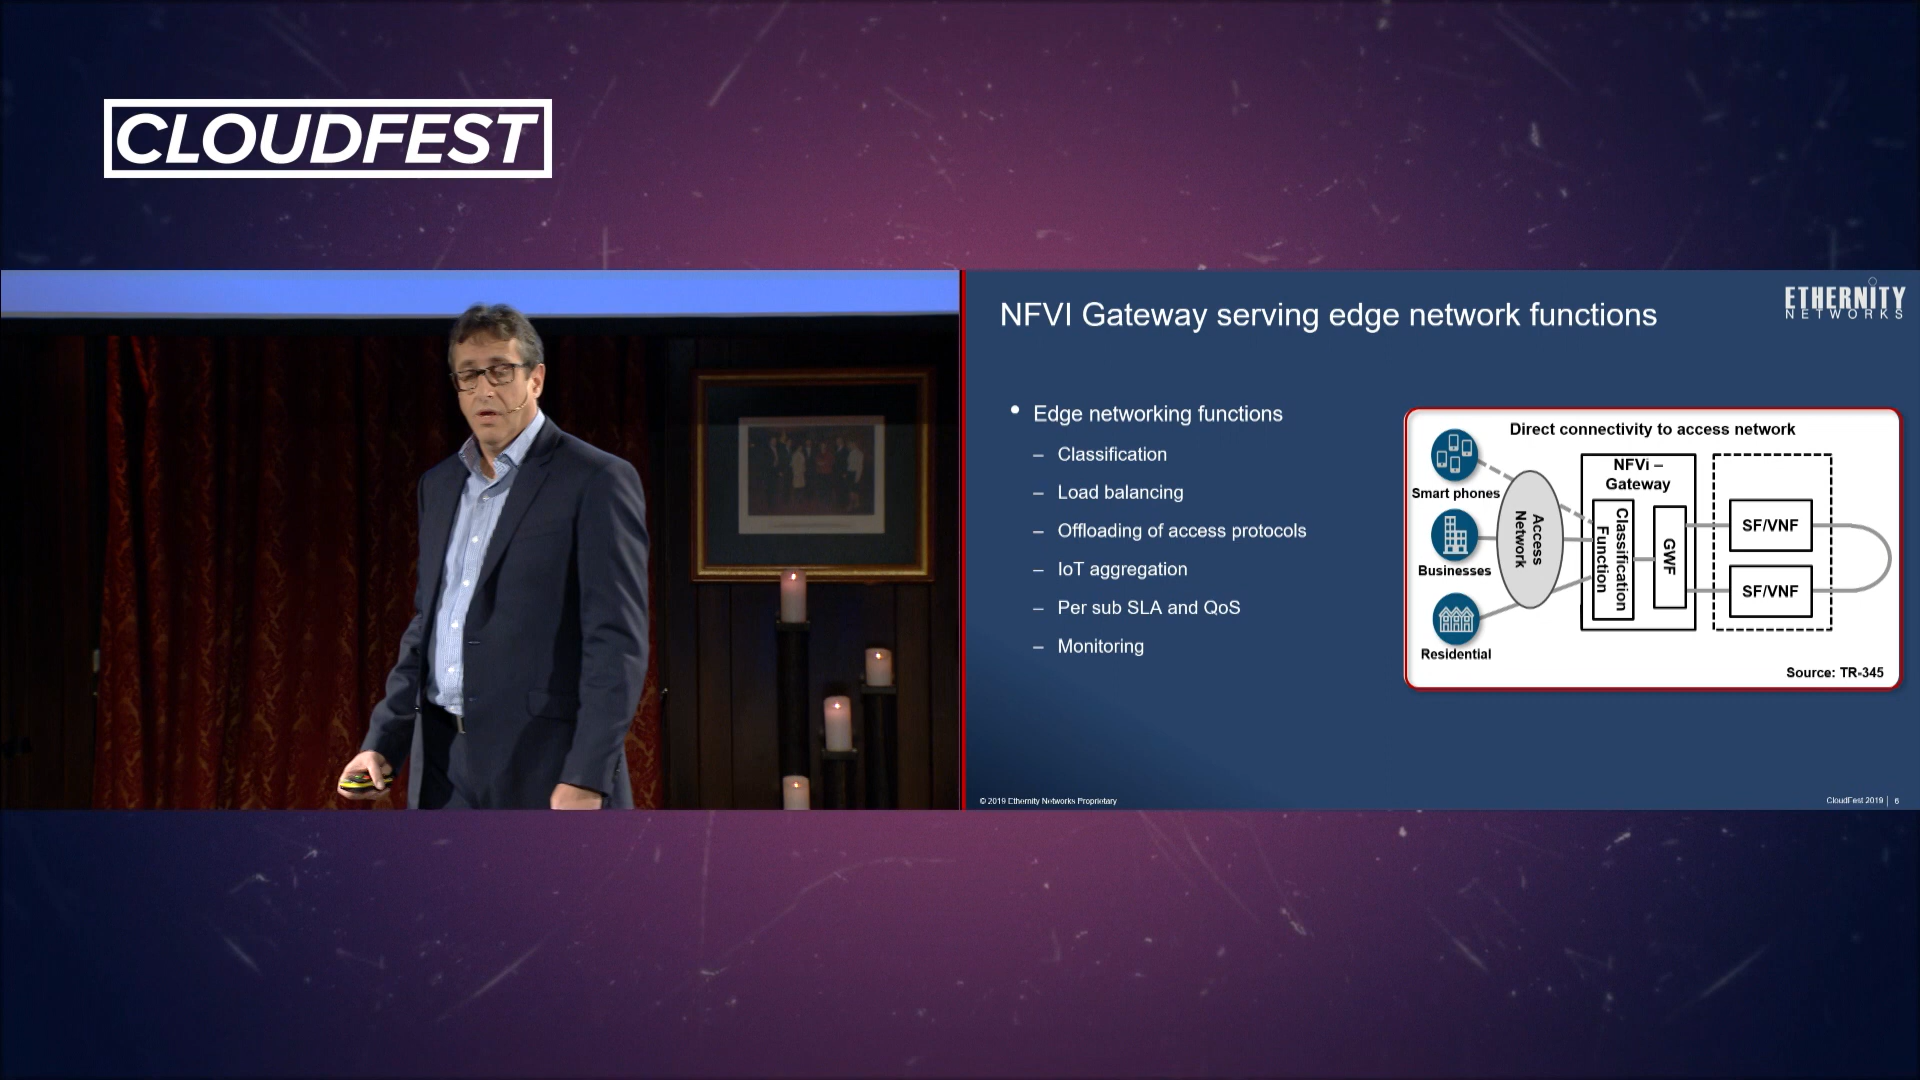 CLOUDFEST
NFVI Gateway serving edge network functions
ETHERNITY
NETWORKS
• Edge networking functions
– Classification
– Load balancing
– Offloading of access protocols
– IoT aggregation
– Per sub SLA and QoS
– Monitoring
Direct connectivity to access network
Smart phones
Businesses
Residential
Access
Network
NFVi –
Gateway
Classification
Function
GWF
SF/VNF
SF/VNF
Source: TR-345
© 2019 Ethernity Networks Proprietary
CloudFest 2019 | 6